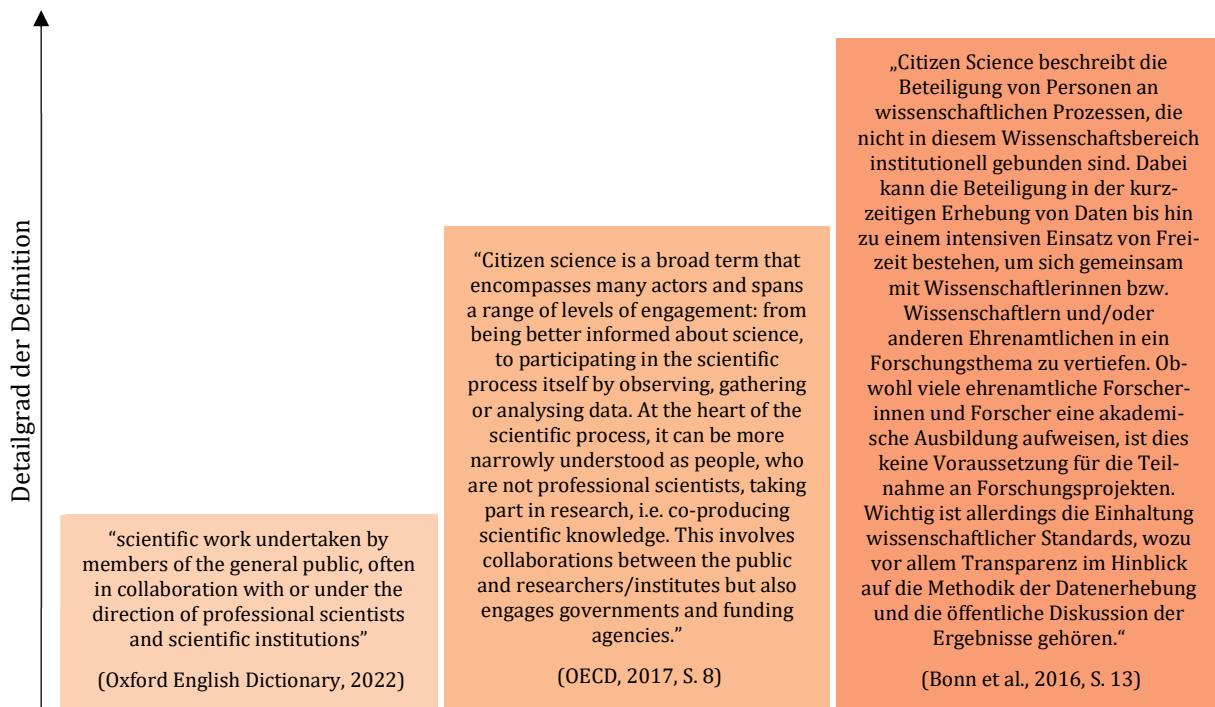 Detailgrad der Definition
“scientific work undertaken by
members of the general public, often
in collaboration with or under the
direction of professional scientists
and scientific institutions”
(Oxford English Dictionary, 2022)
“Citizen science is a broad term that
encompasses many actors and spans
a range of levels of engagement: from
being better informed about science,
to participating in the scientific
process itself by observing, gathering
or analysing data. At the heart of the
scientific process, it can be more
narrowly understood as people, who
are not professional scientists, taking
part in research, i.e. co-producing
scientific knowledge. This involves
collaborations between the public
and researchers/institutes but also
engages governments and funding
agencies.”
(OECD, 2017, S. 8)
„Citizen Science beschreibt die
Beteiligung von Personen an
wissenschaftlichen Prozessen, die
nicht in diesem Wissenschaftsbereich
institutionell gebunden sind. Dabei
kann die Beteiligung in der kurz-
zeitigen Erhebung von Daten bis hin
zu einem intensiven Einsatz von Frei-
zeit bestehen, um sich gemeinsam
mit Wissenschaftlerinnen bzw.
Wissenschaftlern und/oder
anderen Ehrenamtlichen in ein
Forschungsthema zu vertiefen. Ob-
wohl viele ehrenamtliche Forscher-
innen und Forscher eine akademi-
sche Ausbildung aufweisen, ist dies
keine Voraussetzung für die Teil-
nahme an Forschungsprojekten.
Wichtig ist allerdings die Einhaltung
wissenschaftlicher Standards, wozu
vor allem Transparenz im Hinblick
auf die Methodik der Datenerhebung
und die öffentliche Diskussion der
Ergebnisse gehören.“
(Bonn et al., 2016, S. 13)